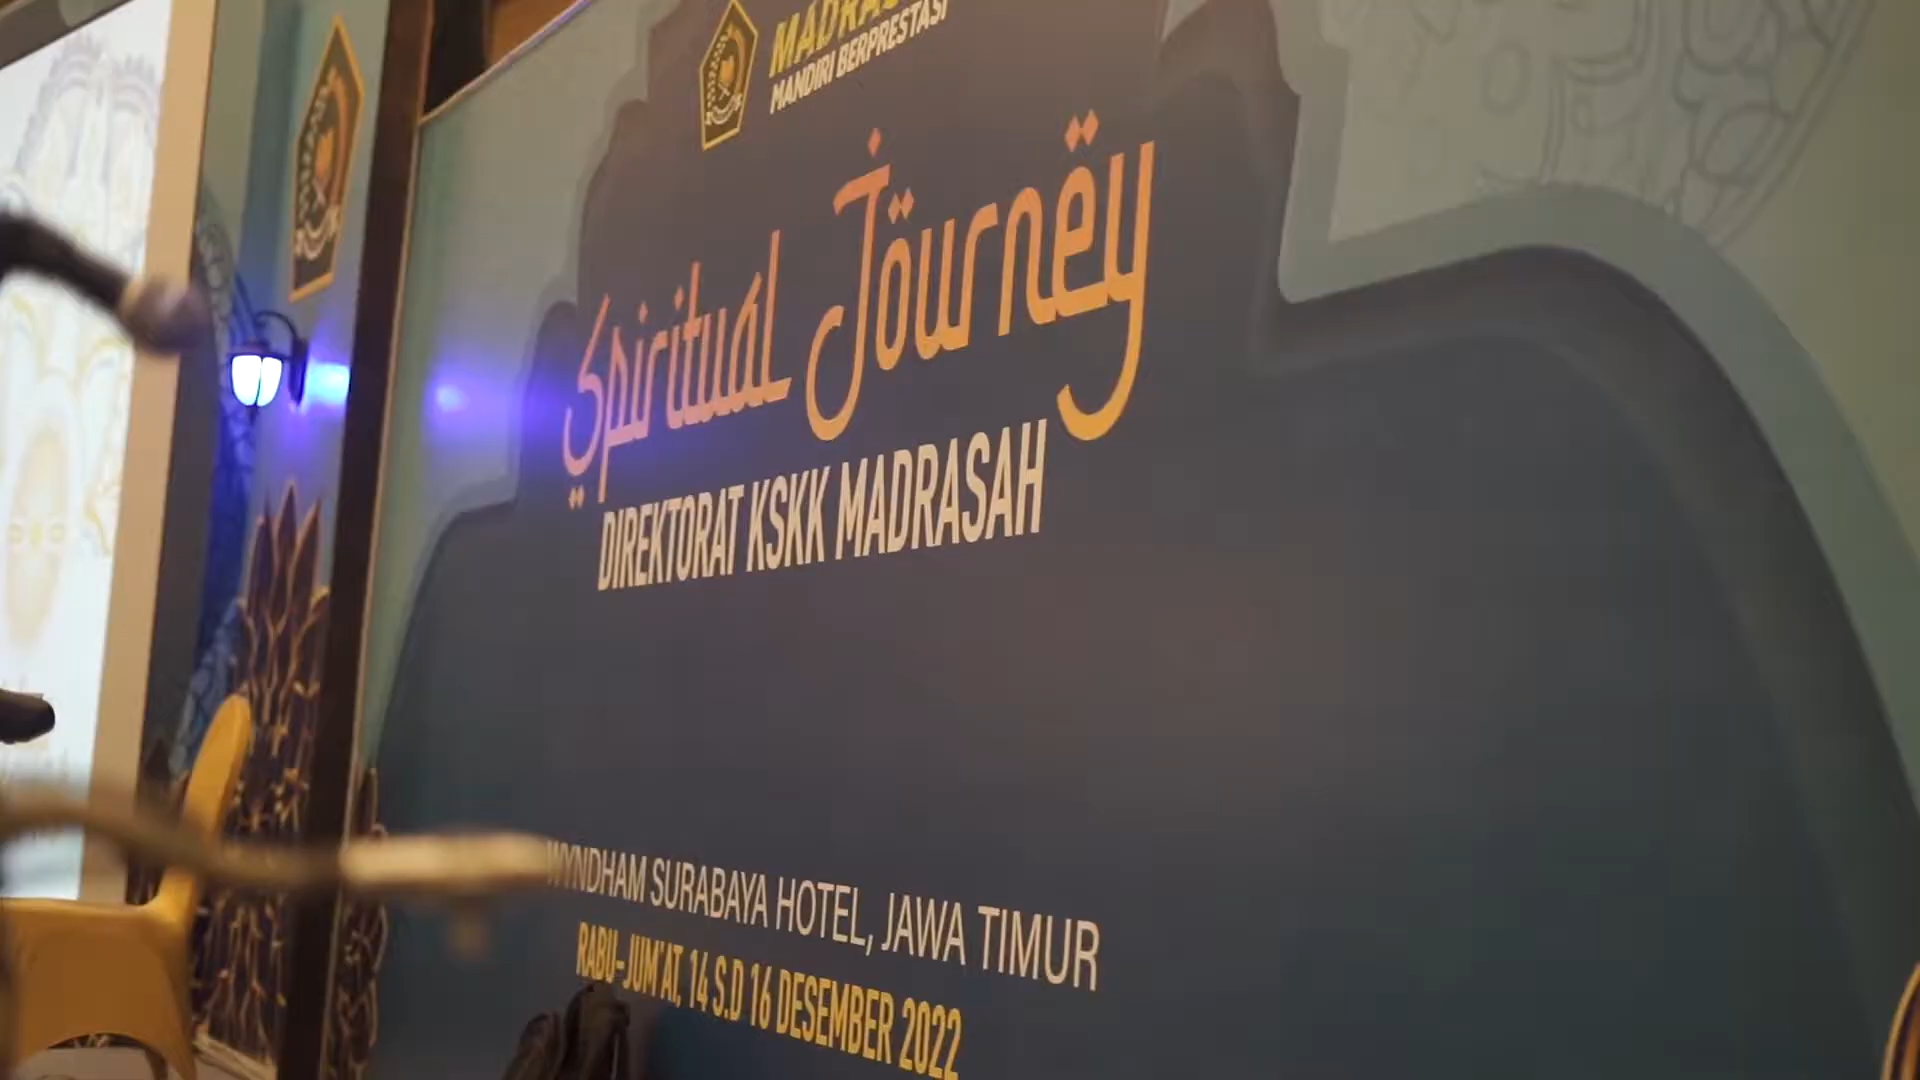 MADRASAH
MANDIRI BERPRESTASI
Spiritual Journey
DIREKTORAT KSKK MADRASAH
WYNDHAM SURABAYA HOTEL, JAWA TIMUR
RABU-JUM'AT, 14 S.D 16 DESEMBER 2022